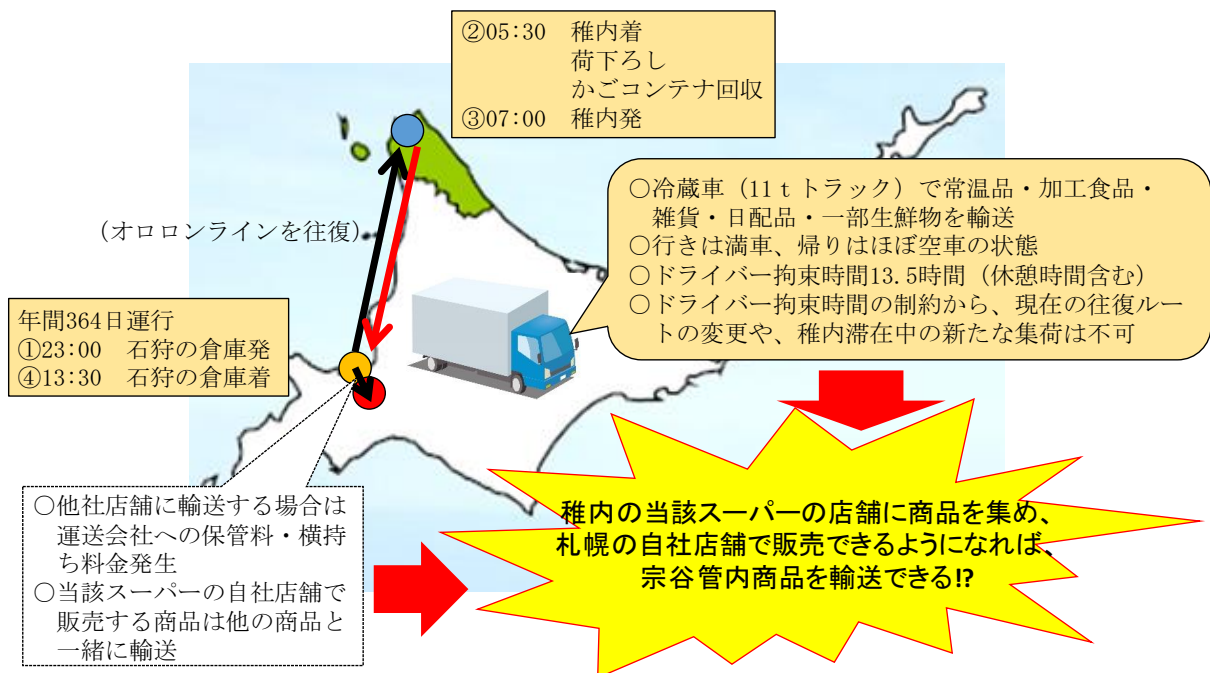 ②05:30　稚内着
荷下ろし
かごコンテナ回収
③07:00　稚内発
○冷蔵車（11ｔトラック）で常温品・加工食品・
雑貨・日配品・一部生鮮物を輸送
○行きは満車、帰りはほぼ空車の状態
○ドライバー拘束時間13.5時間（休憩時間含む）
○ドライバー拘束時間の制約から、現在の往復ルー
トの変更や、稚内滞在中の新たな集荷は不可
（オロロンラインを往復）
年間364日運行
①23:00　石狩の倉庫発
④13:30　石狩の倉庫着
○他社店舗に輸送する場合は
運送会社への保管料・横持
ち料金発生
○当該スーパーの自社店舗で
販売する商品は他の商品と
一緒に輸送
稚内の当該スーパーの店舗に商品を集め、
札幌の自社店舗で販売できるようになれば、
宗谷管内商品を輸送できる!?